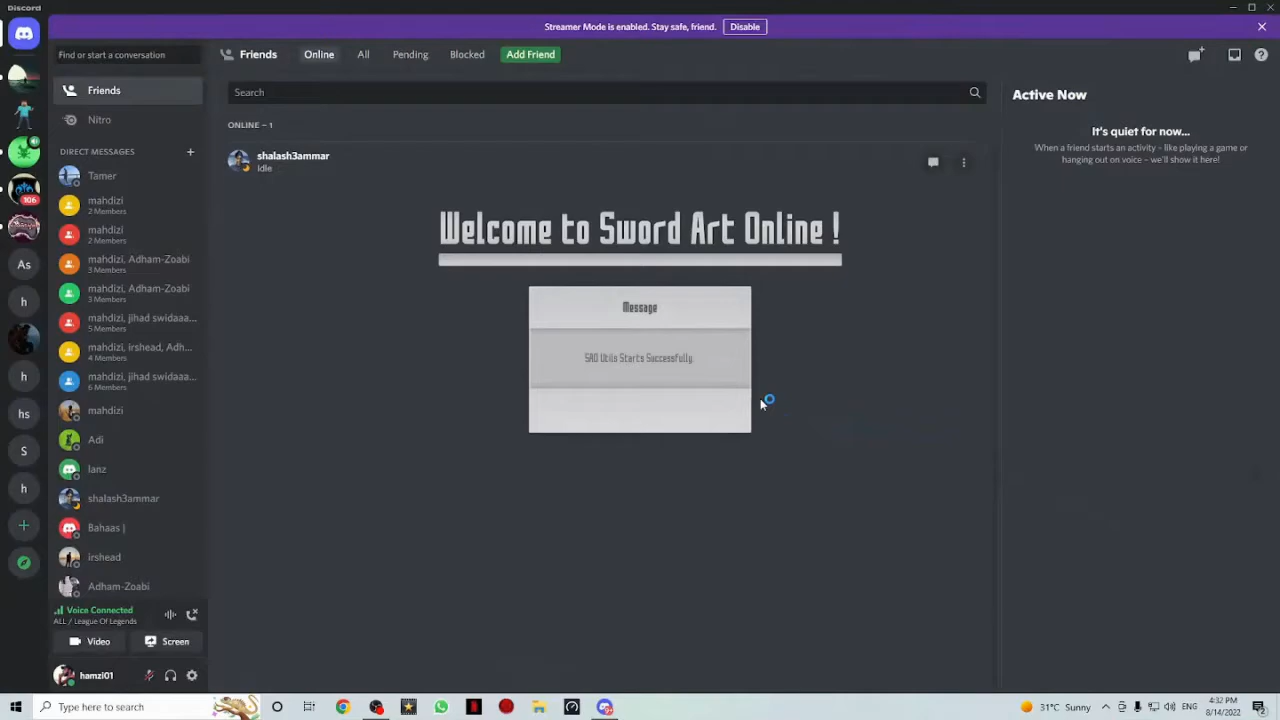 Discord
Streamer Mode is enabled. Stay safe, friend. Disable
Find or start a conversation
Friends Online All Pending Blocked Add Friend
Friends
Nitro
DIRECT MESSAGES
Tamer
mahdizi
2 Members
mahdizi
2 Members
mahdizi, Adham-Zoabi
3 Members
mahdizi, Adham-Zoabi
3 Members
mahdizi, jihad swidaaa...
5 Members
mahdizi, irshead, Adh...
4 Members
mahdizi, jihad swidaaa...
6 Members
mahdizi
Adi
lanz
shalash3ammar
Bahaas |
irshead
Adham-Zoabi
106
As
h
h
hs
S
h
Voice Connected
ALL / League Of Legends
Video Screen
hamzi01
Search
ONLINE – 1
shalash3ammar
Idle
Welcome to Sword Art Online !
Message
SAO Utils Starts Successfully.
Active Now
It's quiet for now...
When a friend starts an activity – like playing a game or
hanging out on voice – we'll show it here!
Type here to search
31°C Sunny
ENG
4:32 PM
8/14/2022